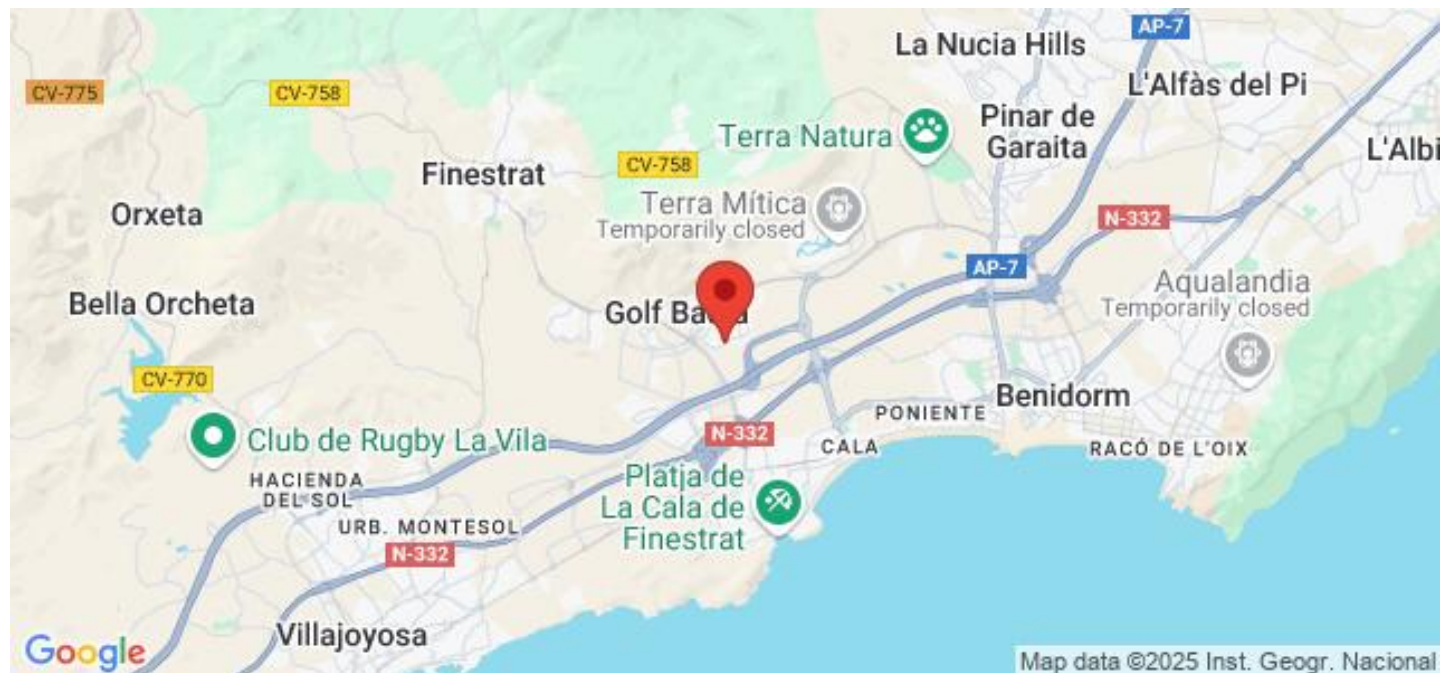 AP-7
La Nucia Hills
L'Alfàs del Pi
CV-775
CV-758
Terra Natura
Pinar de
Garaita
L'Albi
Finestrat
CV-758
Orxeta
Terra Mítica
Temporarily closed
N-332
AP-7
Aqualandia
Temporarily closed
Bella Orcheta
Golf Ba
CV-770
Benidorm
PONIENTE
N-332
CALA
RACÓ DE L'OIX
Club de Rugby La Vila
HACIENDA
DEL SOL
Platja de
La Cala de
Finestrat
URB. MONTESOL
N-332
Villajoyosa
Google
Map data ©2025 Inst. Geogr. Nacional